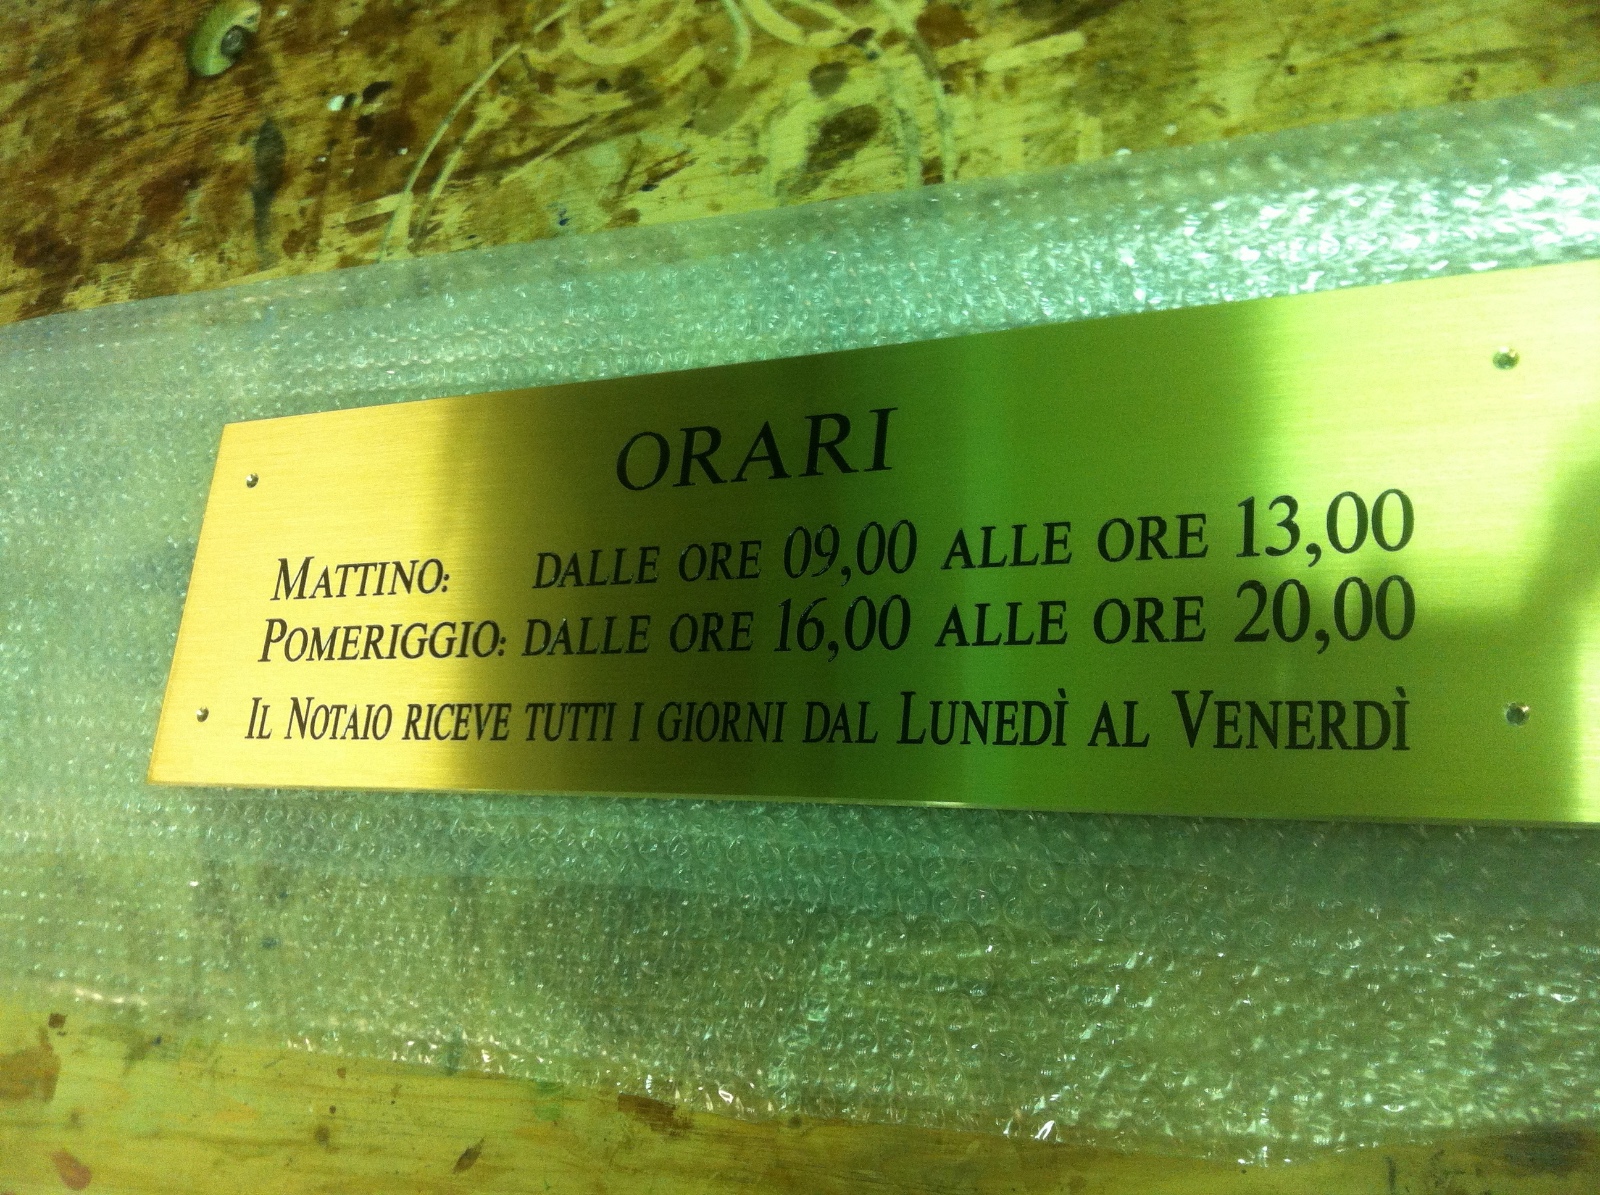 ORARI
MATTINO: DALLE ORE 09,00 ALLE ORE 13,00
POMERIGGIO: DALLE ORE 16,00 ALLE ORE 20,00
IL NOTAIO RICEVE TUTTI I GIORNI DAL LUNEDÌ AL VENERDÌ